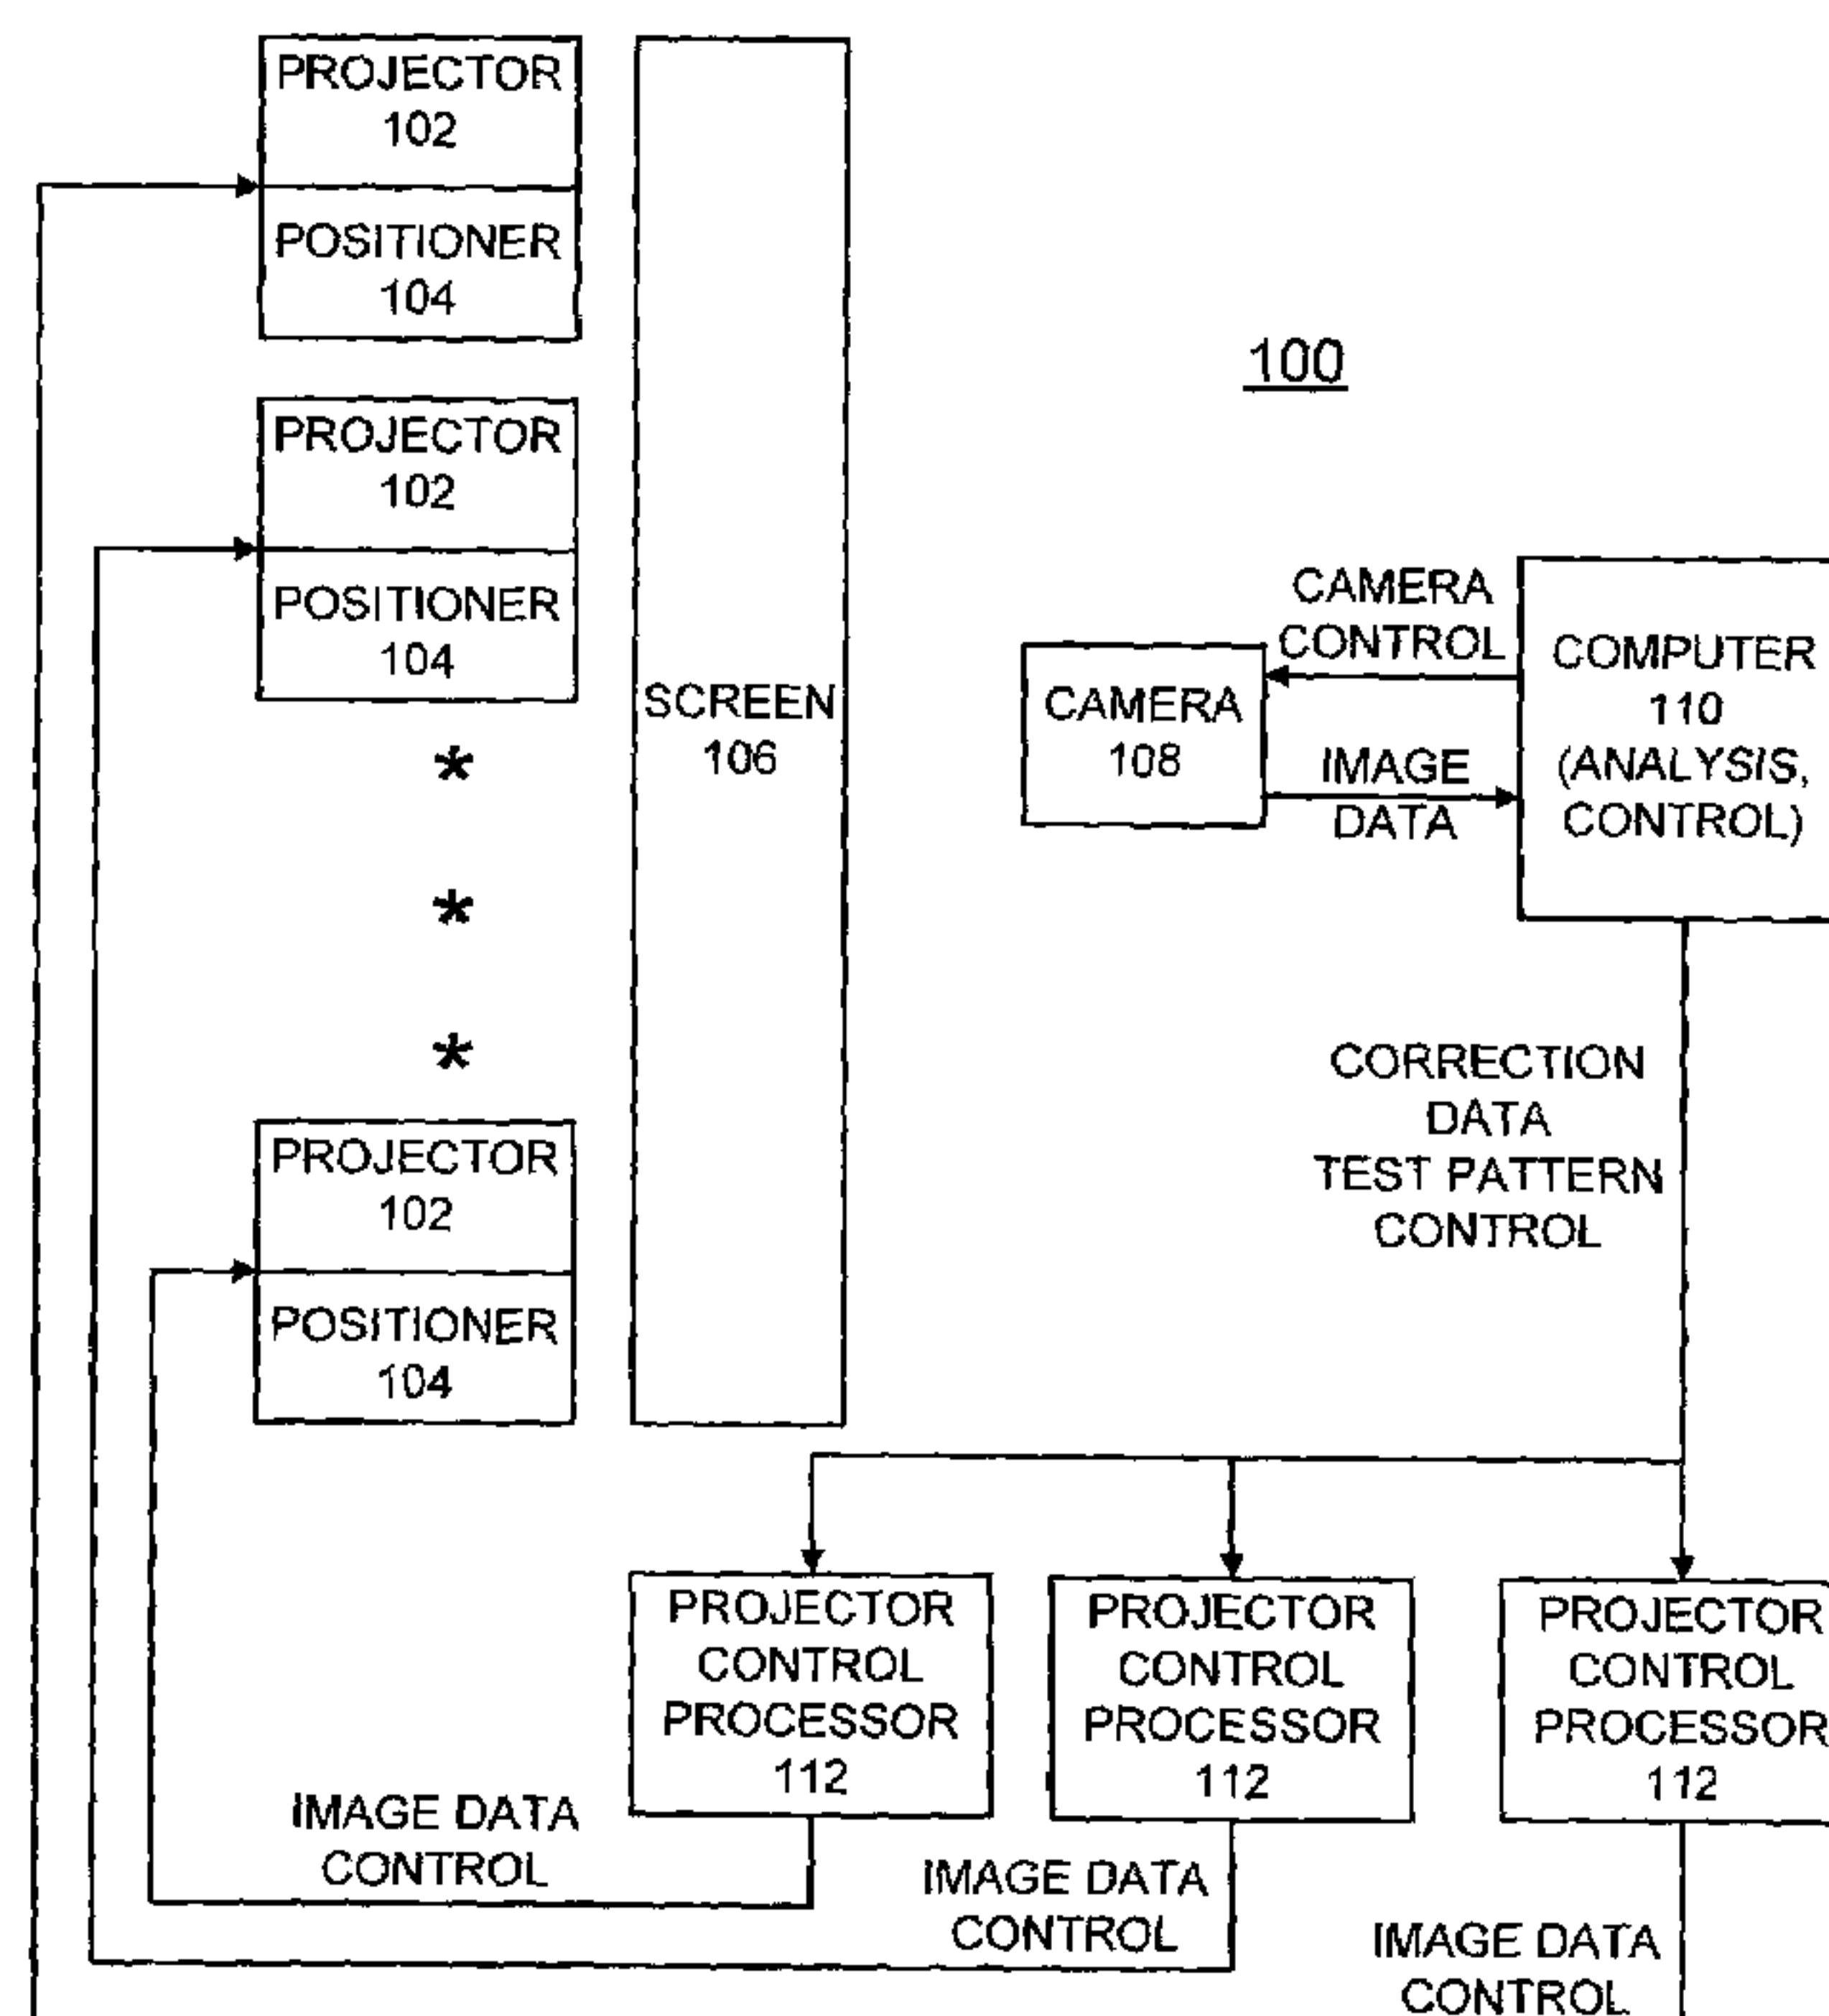 PROJECTOR
102
POSITIONER
104
PROJECTOR
102
POSITIONER
104
*
*
*
PROJECTOR
102
POSITIONER
104
SCREEN
106
100
CAMERA
CONTROL
CAMERA
108
IMAGE
DATA
COMPUTER
110
(ANALYSIS,
CONTROL)
CORRECTION
DATA
TEST PATTERN
CONTROL
PROJECTOR
CONTROL
PROCESSOR
112
PROJECTOR
CONTROL
PROCESSOR
112
PROJECTOR
CONTROL
PROCESSOR
112
IMAGE DATA
CONTROL
IMAGE DATA
CONTROL
IMAGE DATA
CONTROL